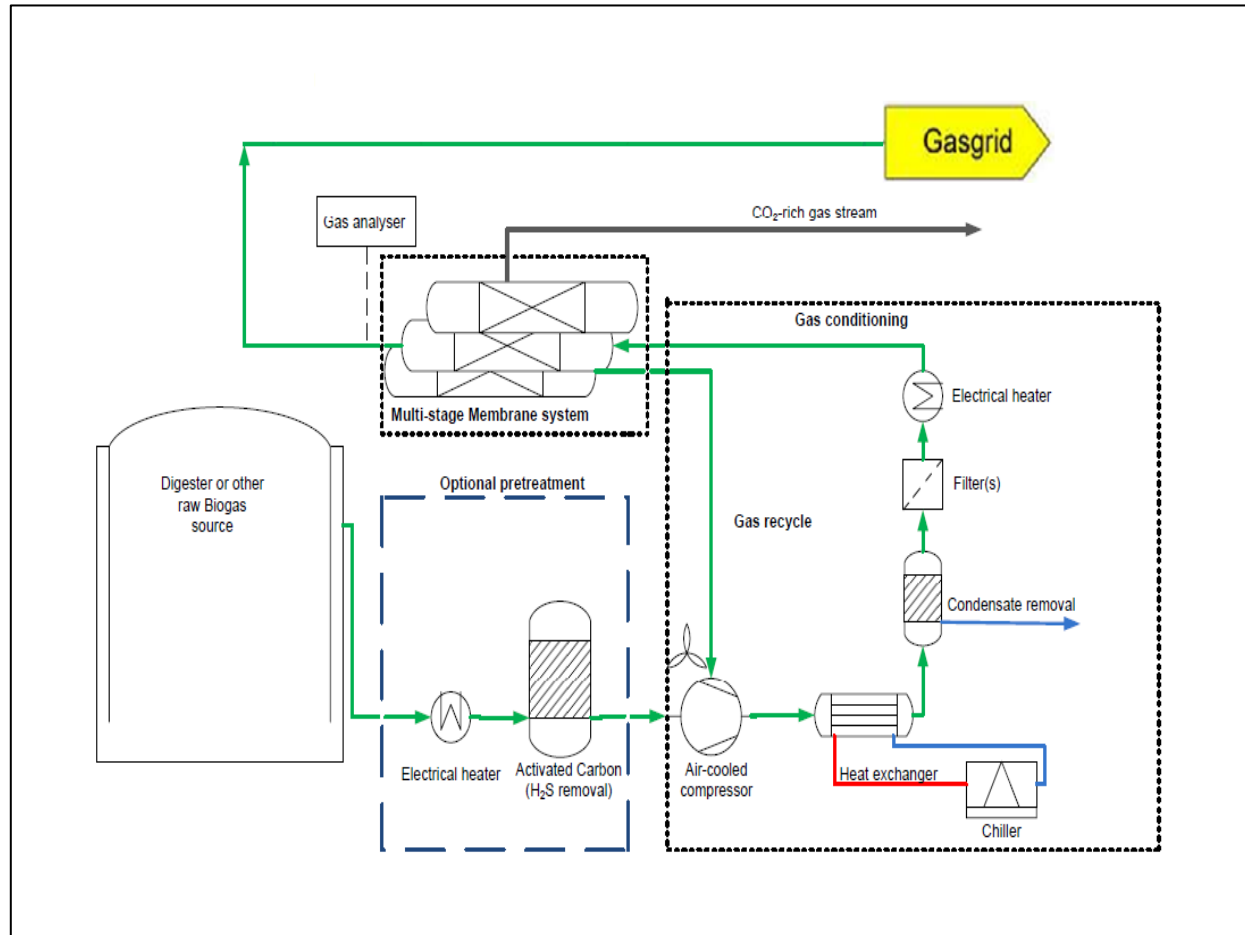 Gasgrid
CO₂-rich gas stream
Gas analyser
Gas conditioning
Multi-stage Membrane system
Electrical heater
Filter(s)
Digester or other
raw Biogas
source
Optional pretreatment
Gas recycle
Condensate removal
Electrical heater
Activated Carbon
(H₂S removal)
Air-cooled
compressor
Heat exchanger
Chiller